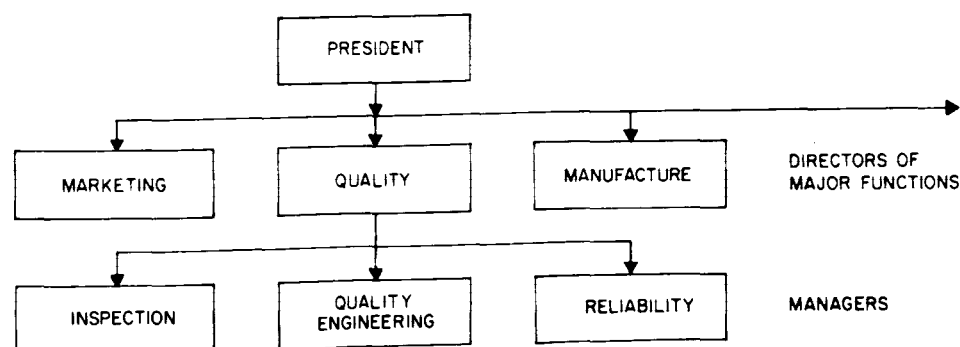 PRESIDENT
MARKETING
QUALITY
MANUFACTURE
DIRECTORS OF
MAJOR FUNCTIONS
INSPECTION
QUALITY
ENGINEERING
RELIABILITY
MANAGERS